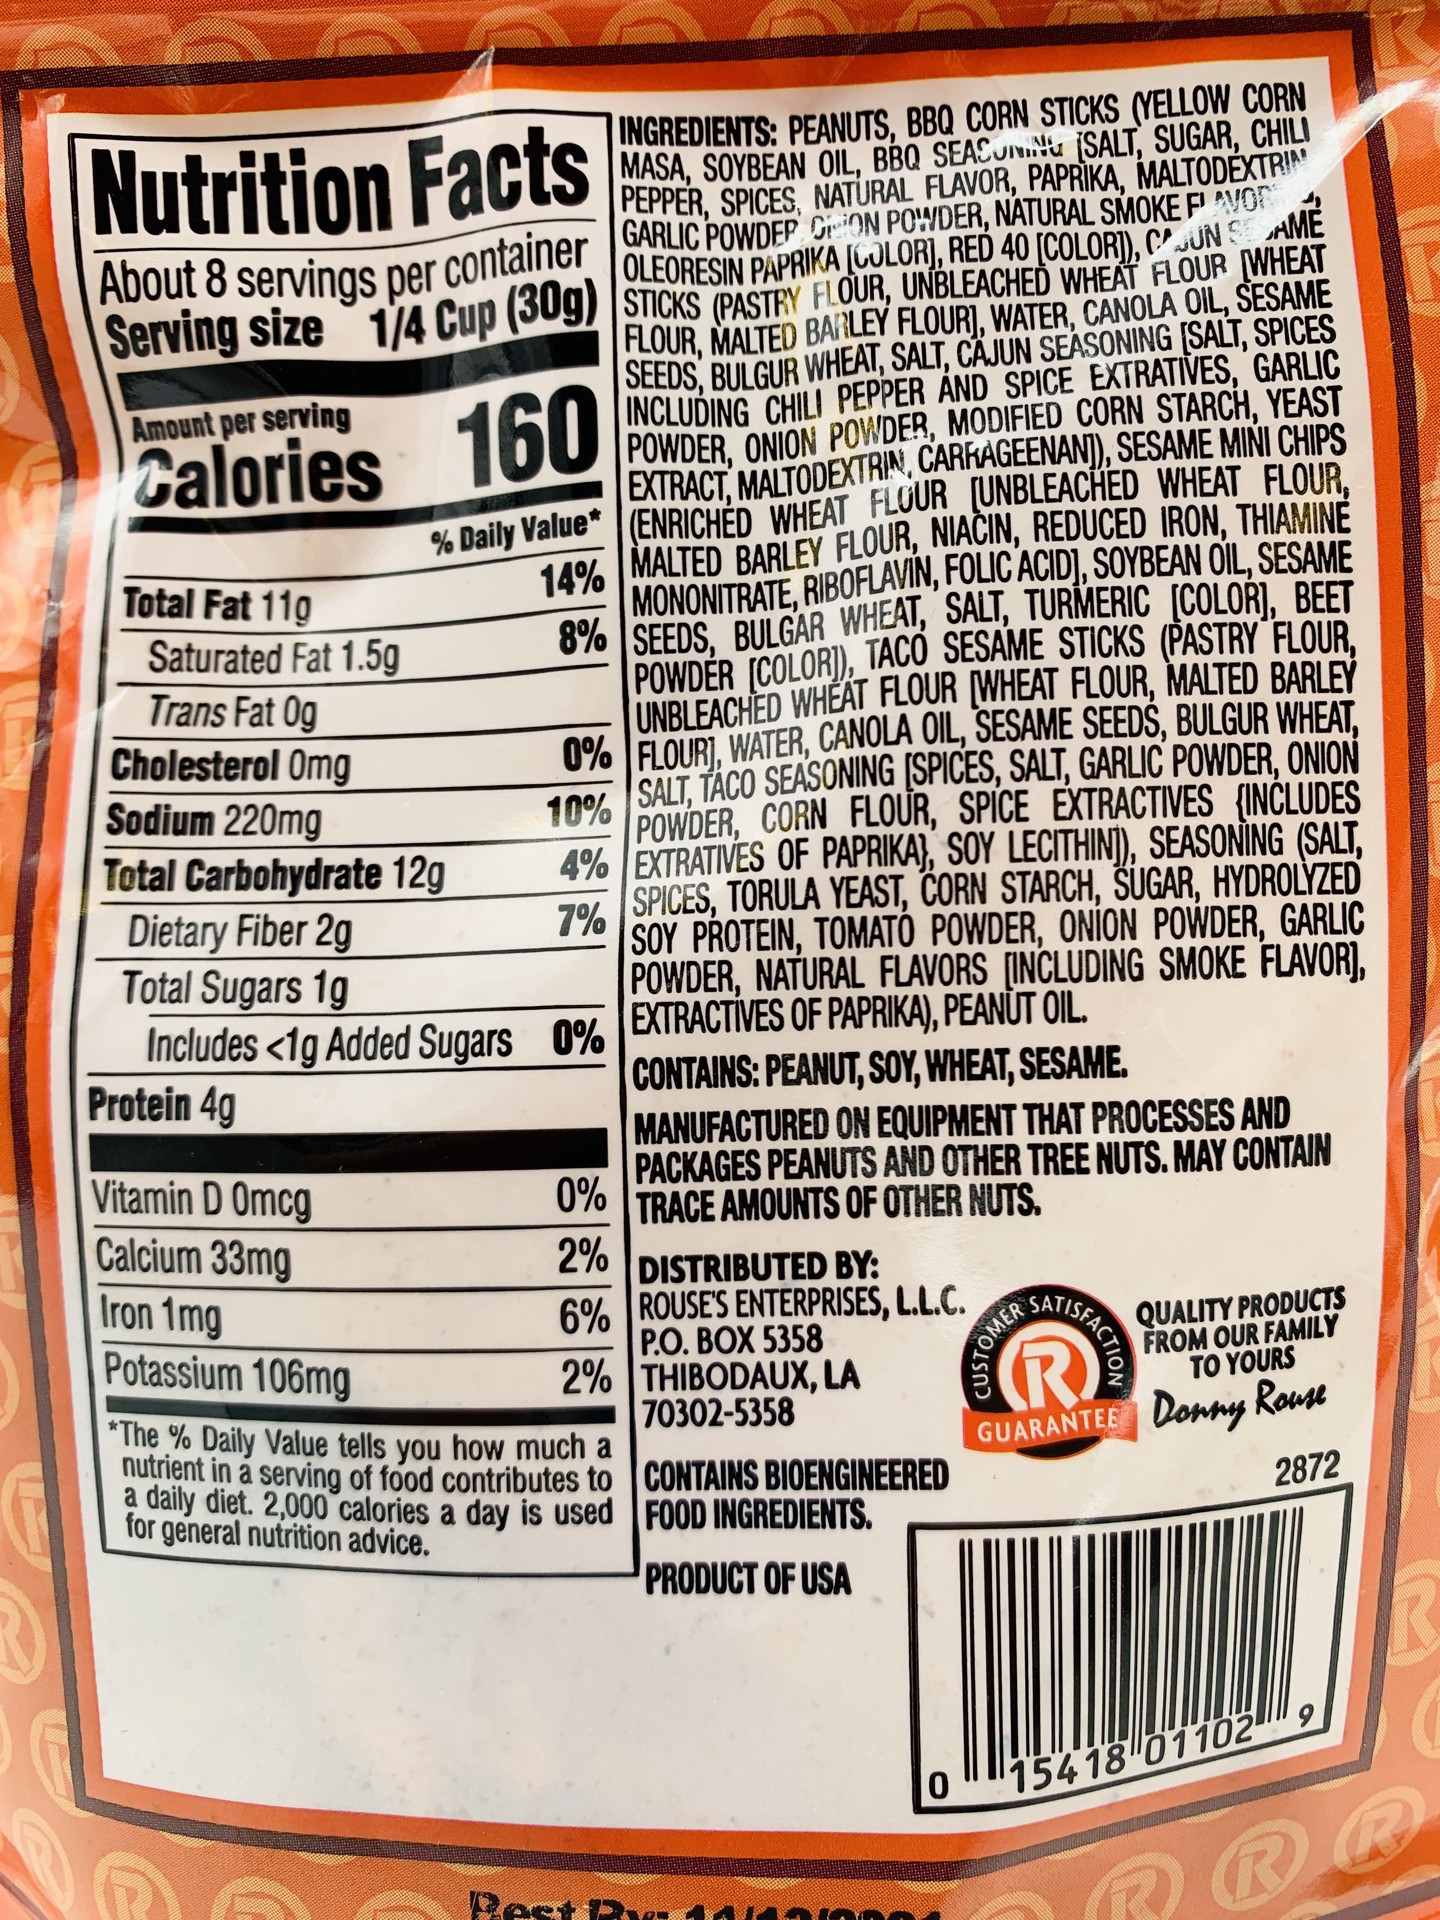 Nutrition Facts
About 8 servings per container
Serving size 1/4 Cup (30g)
Amount per serving
Calories 160
% Daily Value*
Total Fat 11g 14%
Saturated Fat 1.5g 8%
Trans Fat 0g
Cholesterol 0mg 0%
Sodium 220mg 10%
Total Carbohydrate 12g 4%
Dietary Fiber 2g 7%
Total Sugars 1g
Includes <1g Added Sugars 0%
Protein 4g
Vitamin D 0mcg 0%
Calcium 33mg 2%
Iron 1mg 6%
Potassium 106mg 2%
*The % Daily Value tells you how much a
nutrient in a serving of food contributes to
a daily diet. 2,000 calories a day is used
for general nutrition advice.
INGREDIENTS: PEANUTS, BBQ CORN STICKS (YELLOW CORN
MASA, SOYBEAN OIL, BBQ SEASONING [SALT, SUGAR, CHILI
PEPPER, SPICES, NATURAL FLAVOR, PAPRIKA, MALTODEXTRIN,
GARLIC POWDER, ONION POWDER, NATURAL SMOKE
OLEORESIN PAPRIKA [COLOR], RED 40 [COLOR]), CAJUN SESAME
STICKS (PASTRY FLOUR, UNBLEACHED WHEAT FLOUR [WHEAT
FLOUR, MALTED BARLEY FLOUR], WATER, CANOLA OIL, SESAME
SEEDS, BULGUR WHEAT, SALT, CAJUN SEASONING [SALT, SPICES
INCLUDING CHILI PEPPER AND SPICE EXTRATIVES, GARLIC
POWDER, ONION POWDER, MODIFIED CORN STARCH, YEAST
EXTRACT, MALTODEXTRIN, CARRAGEENAN]), SESAME MINI CHIPS
(ENRICHED WHEAT FLOUR [UNBLEACHED WHEAT FLOUR,
MALTED BARLEY FLOUR, NIACIN, REDUCED IRON, THIAMINE
MONONITRATE, RIBOFLAVIN, FOLIC ACID], SOYBEAN OIL, SESAME
SEEDS, BULGAR WHEAT, SALT, TURMERIC [COLOR], BEET
POWDER [COLOR]), TACO SESAME STICKS (PASTRY FLOUR,
UNBLEACHED WHEAT FLOUR [WHEAT FLOUR, MALTED BARLEY
FLOUR], WATER, CANOLA OIL, SESAME SEEDS, BULGUR WHEAT,
SALT, TACO SEASONING [SPICES, SALT, GARLIC POWDER, ONION
POWDER, CORN FLOUR, SPICE EXTRACTIVES {INCLUDES
EXTRATIVES OF PAPRIKA}, SOY LECITHIN]), SEASONING (SALT,
SPICES, TORULA YEAST, CORN STARCH, SUGAR, HYDROLYZED
SOY PROTEIN, TOMATO POWDER, ONION POWDER, GARLIC
POWDER, NATURAL FLAVORS [INCLUDING SMOKE FLAVOR],
EXTRACTIVES OF PAPRIKA), PEANUT OIL.
CONTAINS: PEANUT, SOY, WHEAT, SESAME.
MANUFACTURED ON EQUIPMENT THAT PROCESSES AND
PACKAGES PEANUTS AND OTHER TREE NUTS. MAY CONTAIN
TRACE AMOUNTS OF OTHER NUTS.
DISTRIBUTED BY:
ROUSE'S ENTERPRISES, L.L.C.
P.O. BOX 5358
THIBODAUX, LA
70302-5358
CUSTOMER SATISFACTION
R
GUARANTEE
QUALITY PRODUCTS
FROM OUR FAMILY
TO YOURS
Donny Rouse
CONTAINS BIOENGINEERED
FOOD INGREDIENTS.
PRODUCT OF USA
2872
0 15418 01102 9
Best By: